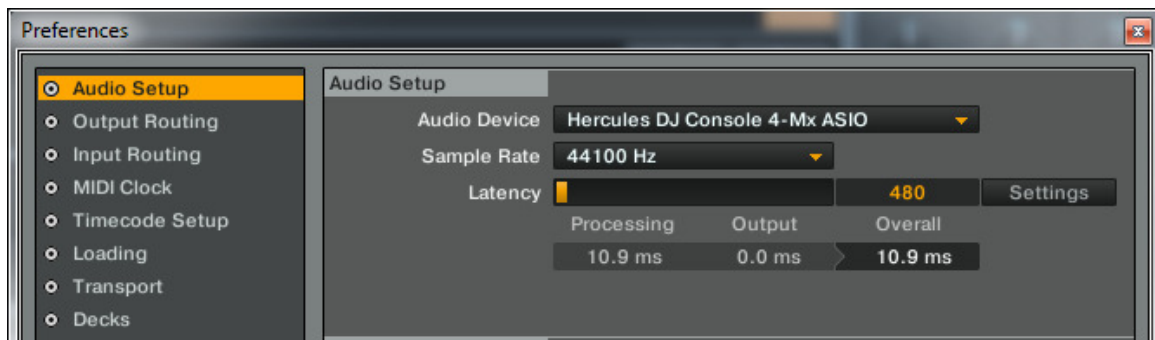 Preferences
Audio Setup
Output Routing
Input Routing
MIDI Clock
Timecode Setup
Loading
Transport
Decks
Audio Setup
Audio Device Hercules DJ Console 4-Mx ASIO
Sample Rate 44100 Hz
Latency 480 Settings
Processing Output Overall
10.9 ms 0.0 ms 10.9 ms